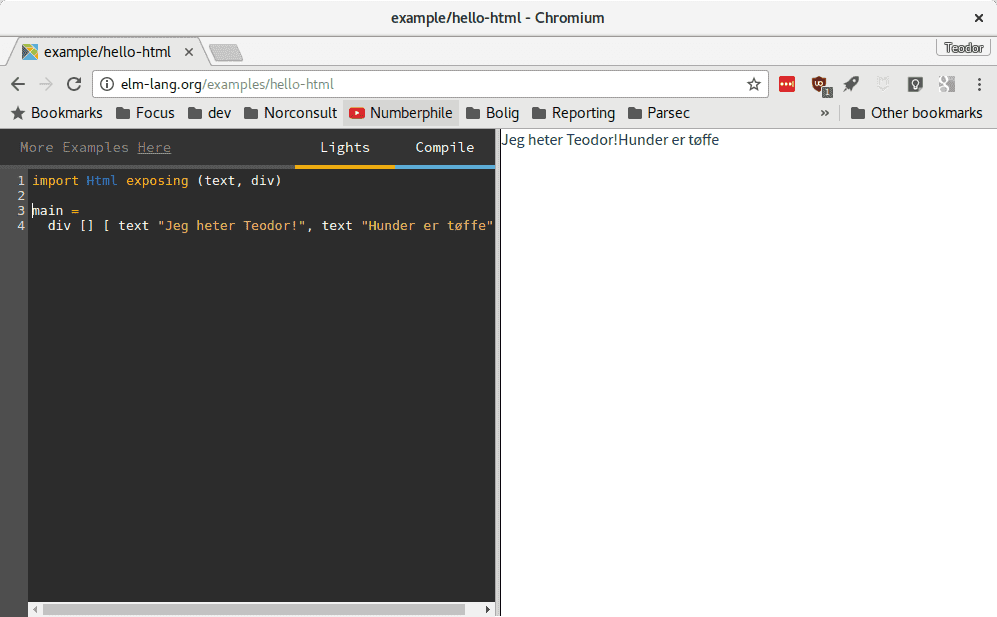 example/hello-html - Chromium
example/hello-html
Teodor
elm-lang.org/examples/hello-html
1
Bookmarks Focus dev Norconsult Numberphile Bolig Reporting Parsec » Other bookmarks
More Examples Here Lights Compile
Jeg heter Teodor!Hunder er tøffe
1 import Html exposing (text, div)
2
3 main =
4 div [] [ text "Jeg heter Teodor!", text "Hunder er tøffe"